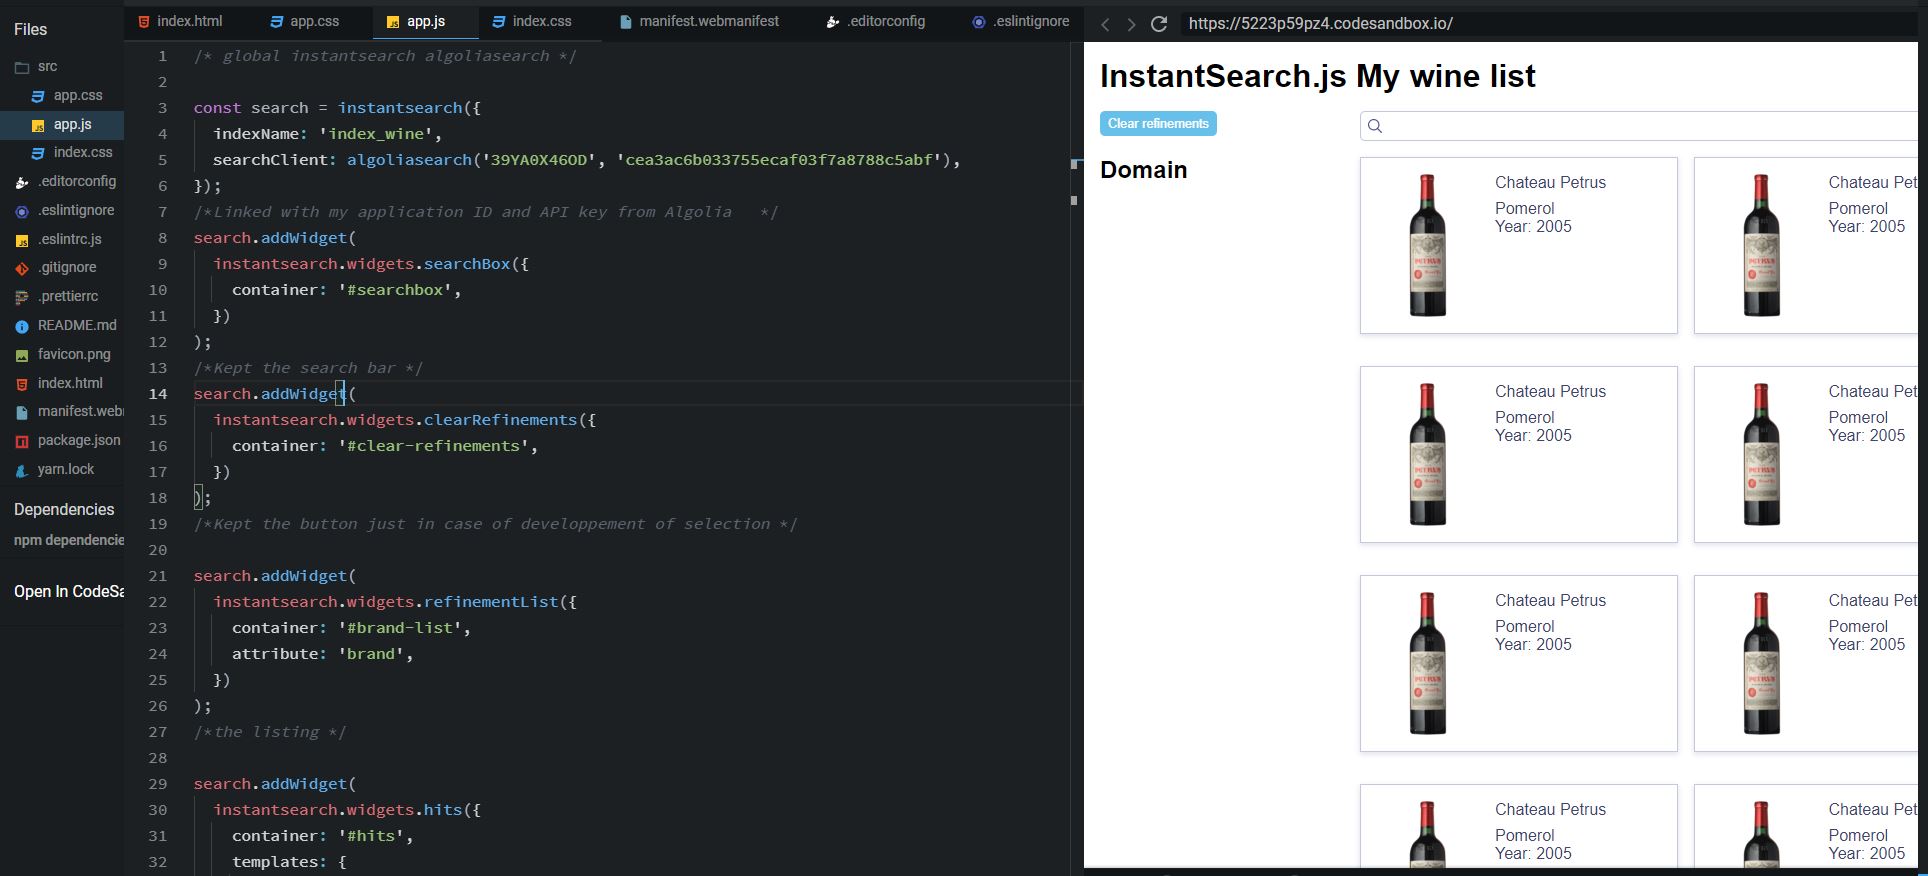 Files
src
app.css
app.js
index.css
.editorconfig
.eslintignore
.eslintrc.js
.gitignore
.prettierrc
README.md
favicon.png
index.html
manifest.web
package.json
yarn.lock
Dependencies
npm dependencie
Open In CodeSa
index.html app.css app.js index.css manifest.webmanifest .editorconfig .eslintignore
1 /* global instantsearch algoliasearch */
2
3 const search = instantsearch({
4 indexName: 'index_wine',
5 searchClient: algoliasearch('39YA0X46OD', 'cea3ac6b033755ecaf03f7a8788c5abf'),
6 });
7 /*Linked with my application ID and API key from Algolia */
8 search.addWidget(
9 instantsearch.widgets.searchBox({
10 container: '#searchbox',
11 })
12 );
13 /*Kept the search bar */
14 search.addWidget(
15 instantsearch.widgets.clearRefinements({
16 container: '#clear-refinements',
17 })
18 );
19 /*Kept the button just in case of developpement of selection */
20
21 search.addWidget(
22 instantsearch.widgets.refinementList({
23 container: '#brand-list',
24 attribute: 'brand',
25 })
26 );
27 /*the listing */
28
29 search.addWidget(
30 instantsearch.widgets.hits({
31 container: '#hits',
32 templates: {
https://5223p59pz4.codesandbox.io/
InstantSearch.js My wine list
Clear refinements
Domain
Chateau Petrus
Pomerol
Year: 2005
Chateau Pet
Pomerol
Year: 2005
Chateau Petrus
Pomerol
Year: 2005
Chateau Pet
Pomerol
Year: 2005
Chateau Petrus
Pomerol
Year: 2005
Chateau Pet
Pomerol
Year: 2005
Chateau Petrus
Pomerol
Year: 2005
Chateau Pet
Pomerol
Year: 2005